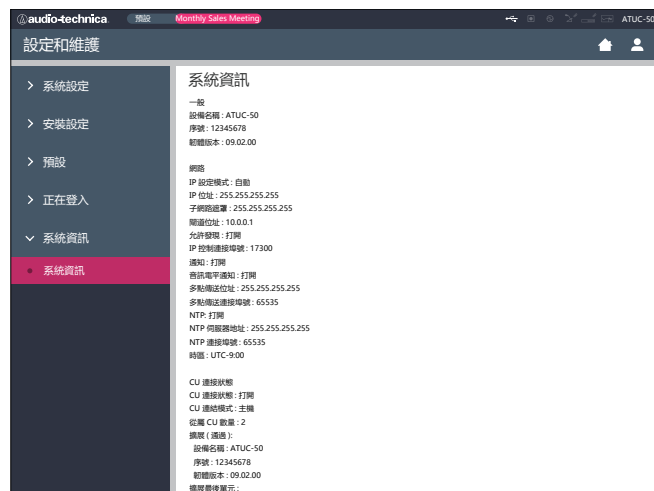 audio-technica 預設 Monthly Sales Meeting ATUC-50
設定和維護
系統設定
安裝設定
預設
正在登入
系統資訊
系統資訊
系統資訊
一般
設備名稱 : ATUC-50
序號 : 12345678
韌體版本 : 09.02.00
網路
IP 設定模式 : 自動
IP 位址 : 255.255.255.255
子網路遮罩 : 255.255.255.255
閘道位址 : 10.0.0.1
允許發現 : 打開
IP 控制連接埠號 : 17300
通知 : 打開
音訊電平通知 : 打開
多點傳送位址 : 255.255.255.255
多點傳送連接埠號 : 65535
NTP: 打開
NTP 伺服器地址 : 255.255.255.255
NTP 連接埠號 : 65535
時區 : UTC-9:00
CU 連接狀態
CU 連接狀態 : 打開
CU 連結模式 : 主機
從屬 CU 數量 : 2
擴展 ( 通過 ):
設備名稱 : ATUC-50
序號 : 12345678
韌體版本 : 09.02.00
擴展最後單元 :